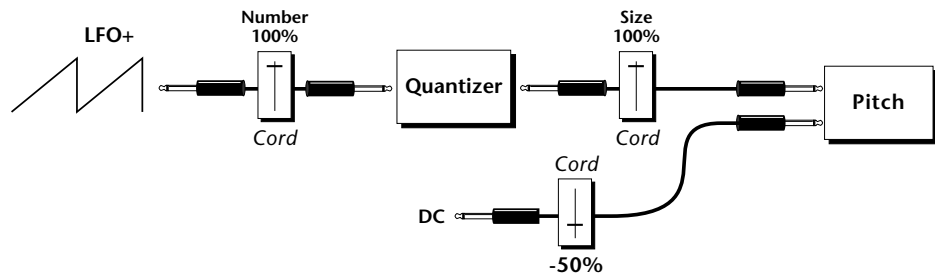 LFO+
Number
100%
Cord
Quantizer
Size
100%
Cord
Pitch
Cord
DC
-50%